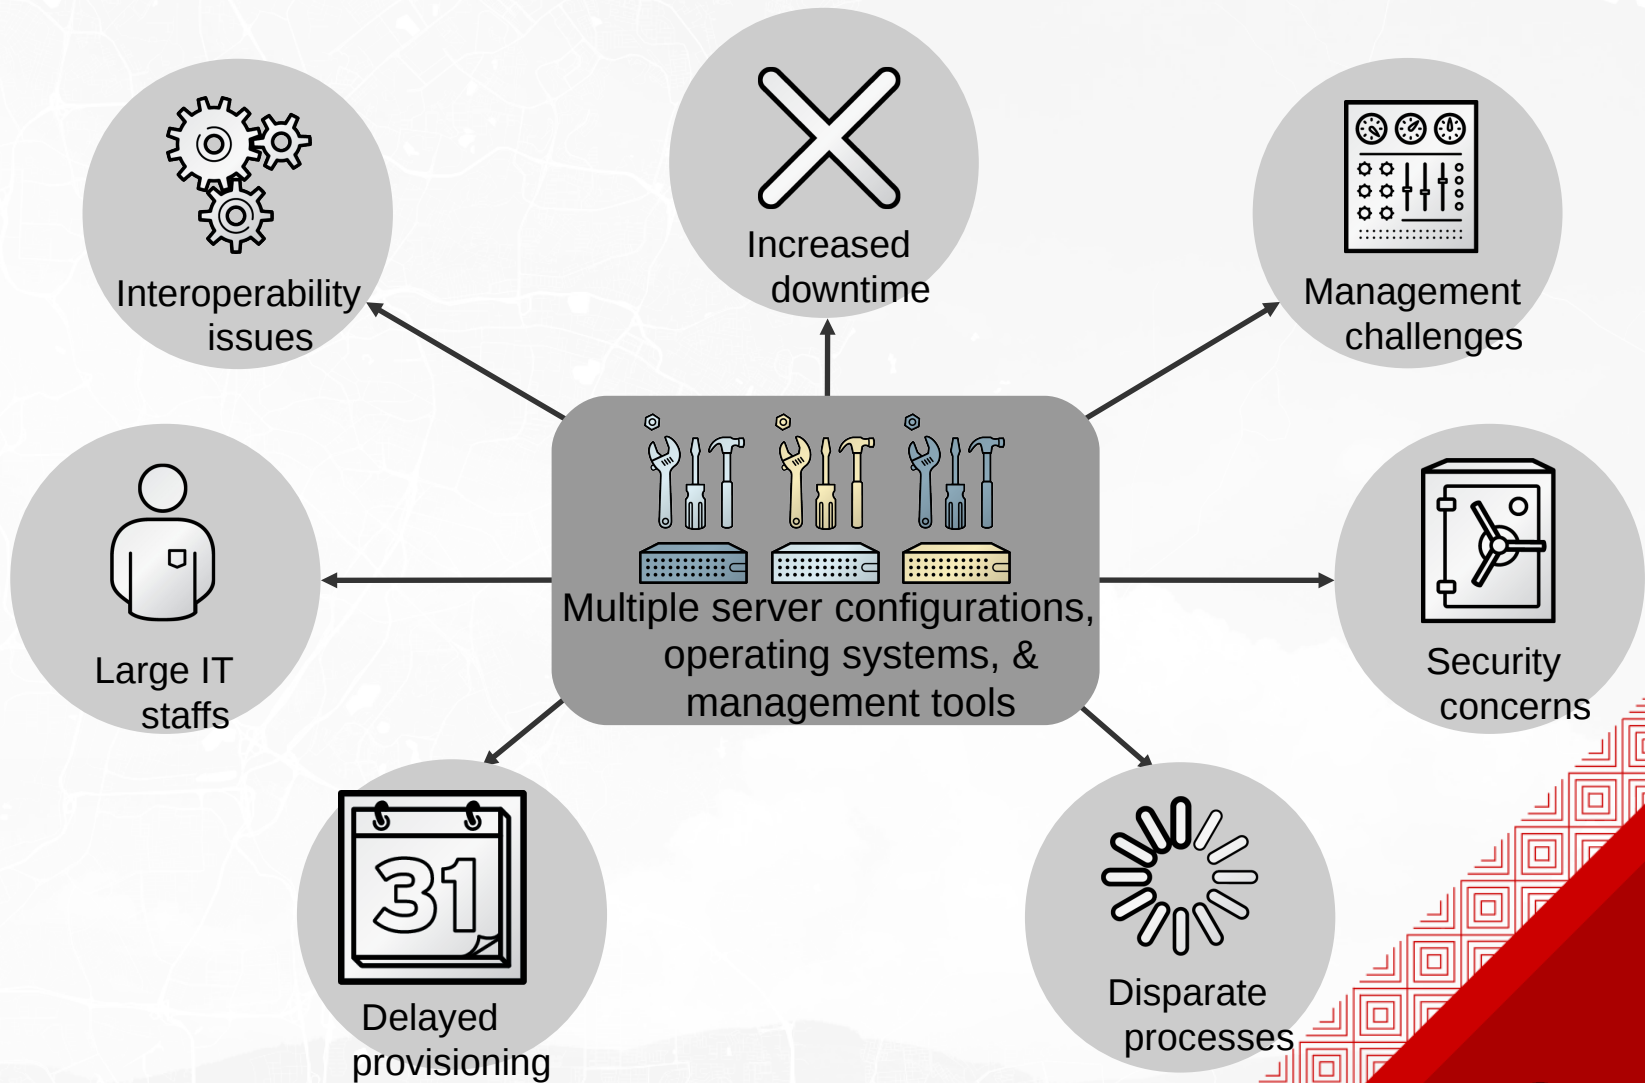 Increased
downtime
Interoperability
issues
Management
challenges
Multiple server configurations,
operating systems, &
management tools
Large IT
staffs
Security
concerns
31
Delayed
provisioning
Disparate
processes